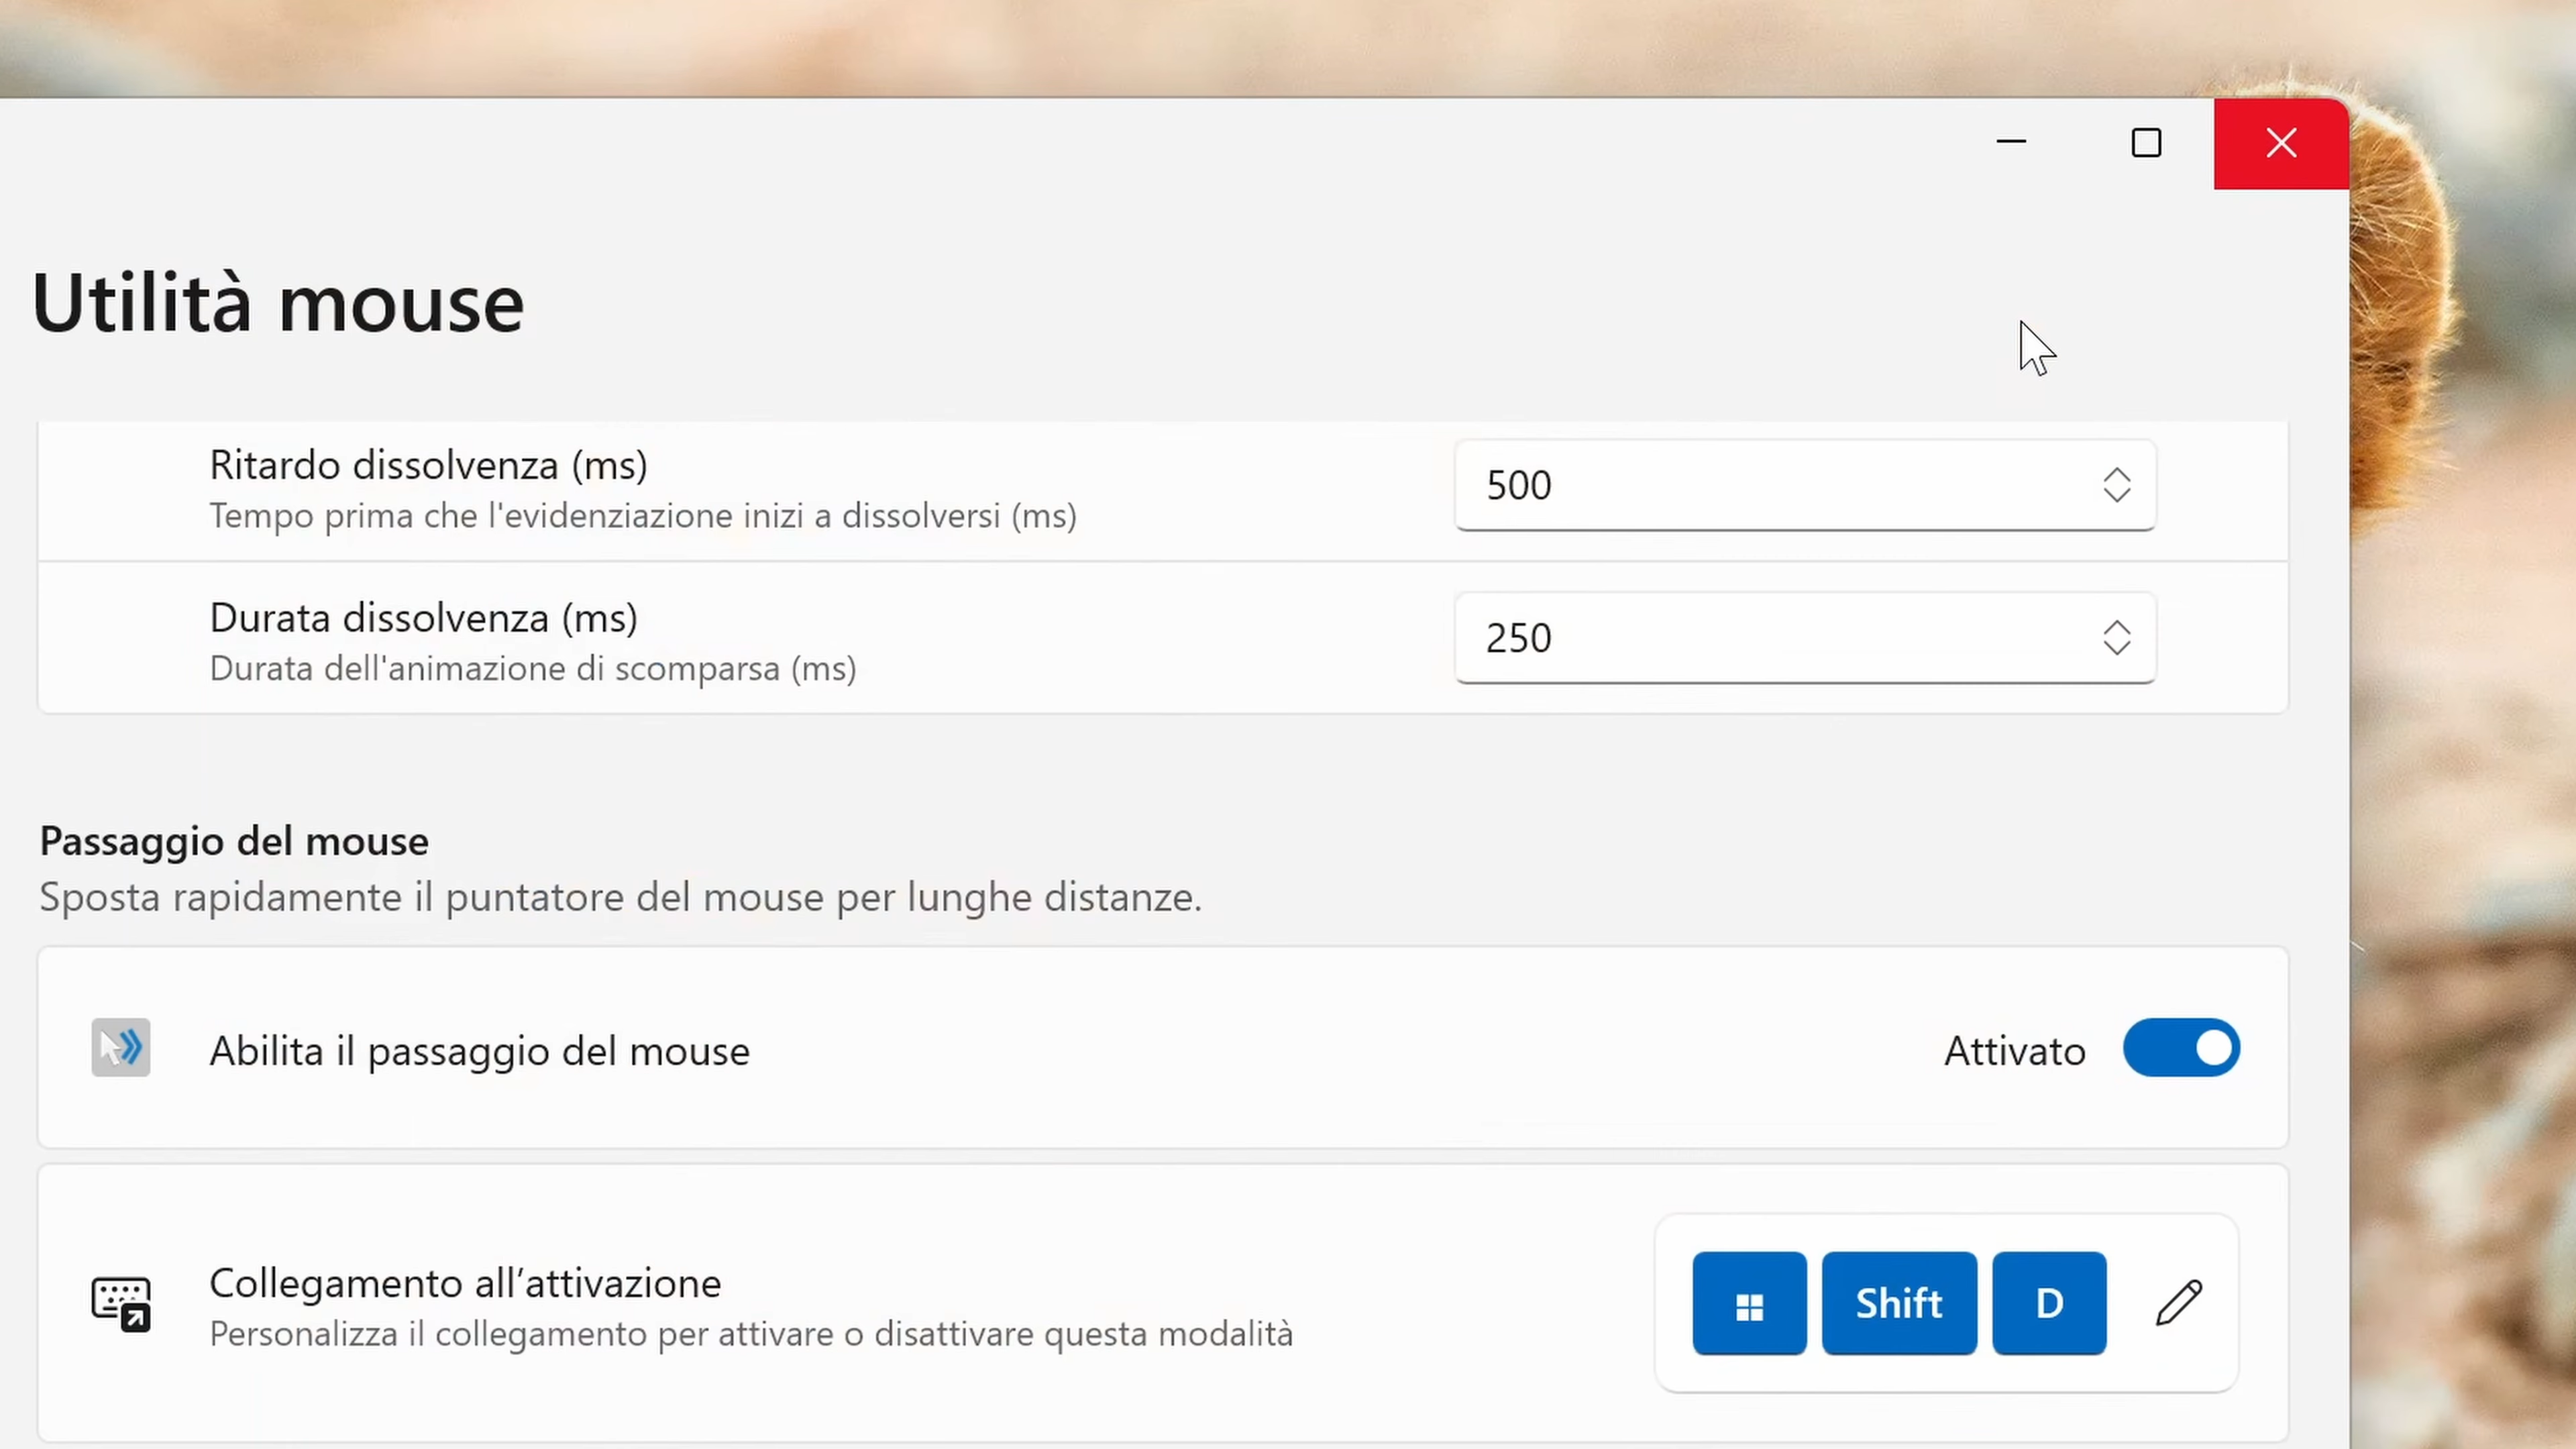 Utilità mouse
Ritardo dissolvenza (ms)
500
Tempo prima che l'evidenziazione inizi a dissolversi (ms)
Durata dissolvenza (ms)
250
Durata dell'animazione di scomparsa (ms)
Passaggio del mouse
Sposta rapidamente il puntatore del mouse per lunghe distanze.
Abilita il passaggio del mouse
Attivato
Collegamento all’attivazione
Shift D
Personalizza il collegamento per attivare o disattivare questa modalità